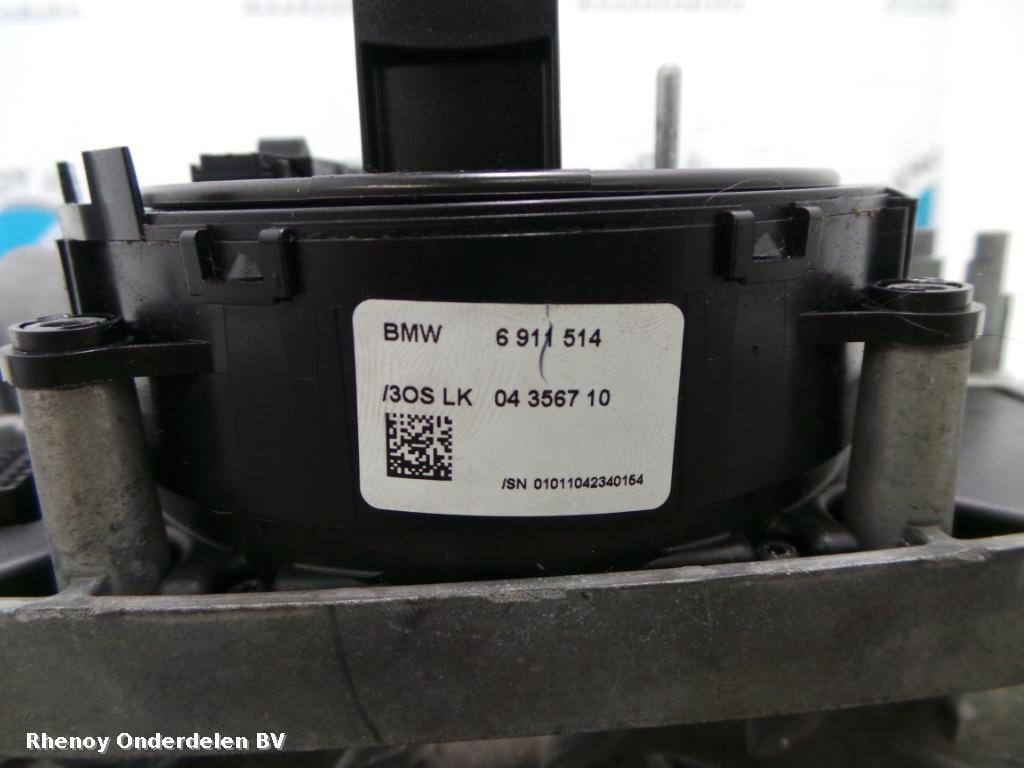 BMW 6 911 514
/3OS LK 04 3567 10
/SN 01011042340154
Rhenoy Onderdelen BV